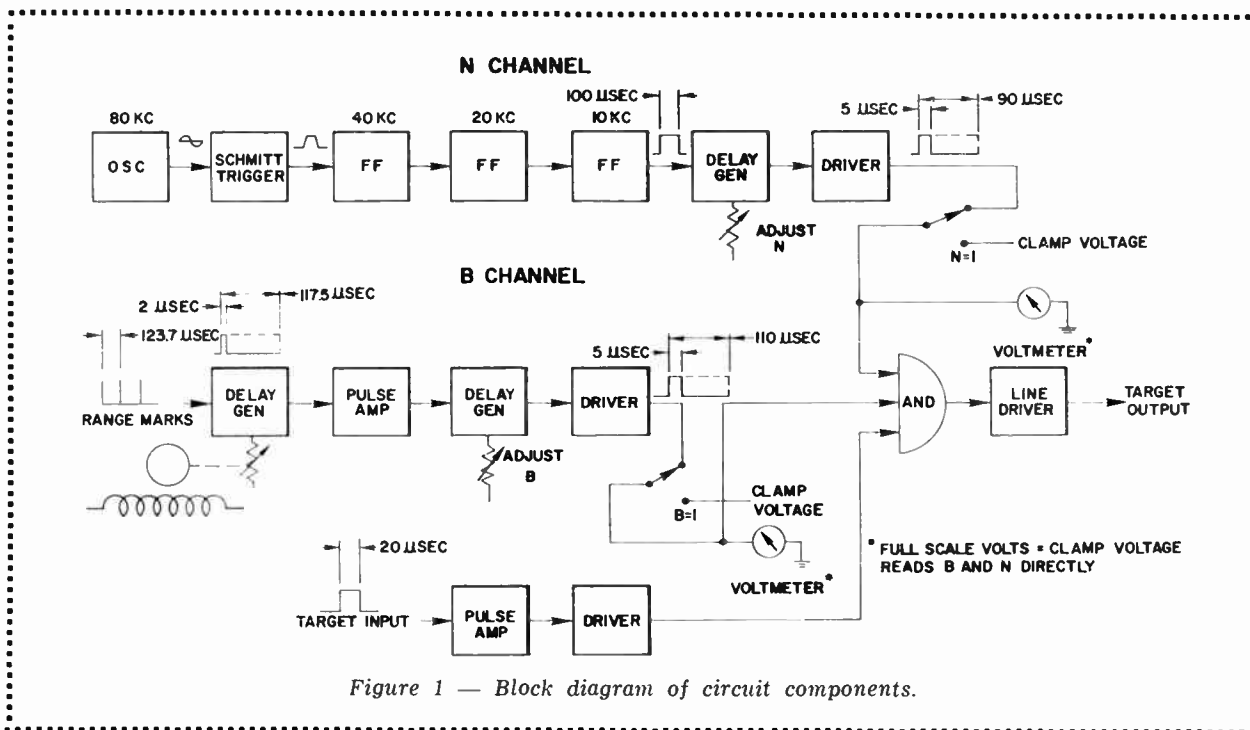 N CHANNEL
80 KC
OSC
SCHMITT
TRIGGER
40 KC
FF
20 KC
FF
10 KC
FF
100 µSEC
DELAY
GEN
ADJUST
N
DRIVER
5 µSEC
90 µSEC
CLAMP VOLTAGE
N=1
VOLTMETER*
B CHANNEL
2 µSEC
117.5 µSEC
123.7 µSEC
RANGE MARKS
DELAY
GEN
PULSE
AMP
DELAY
GEN
ADJUST
B
DRIVER
5 µSEC
110 µSEC
CLAMP
VOLTAGE
B=1
VOLTMETER*
AND
LINE
DRIVER
TARGET
OUTPUT
20 µSEC
TARGET INPUT
PULSE
AMP
DRIVER
* FULL SCALE VOLTS = CLAMP VOLTAGE
READS B AND N DIRECTLY
Figure 1 — Block diagram of circuit components.